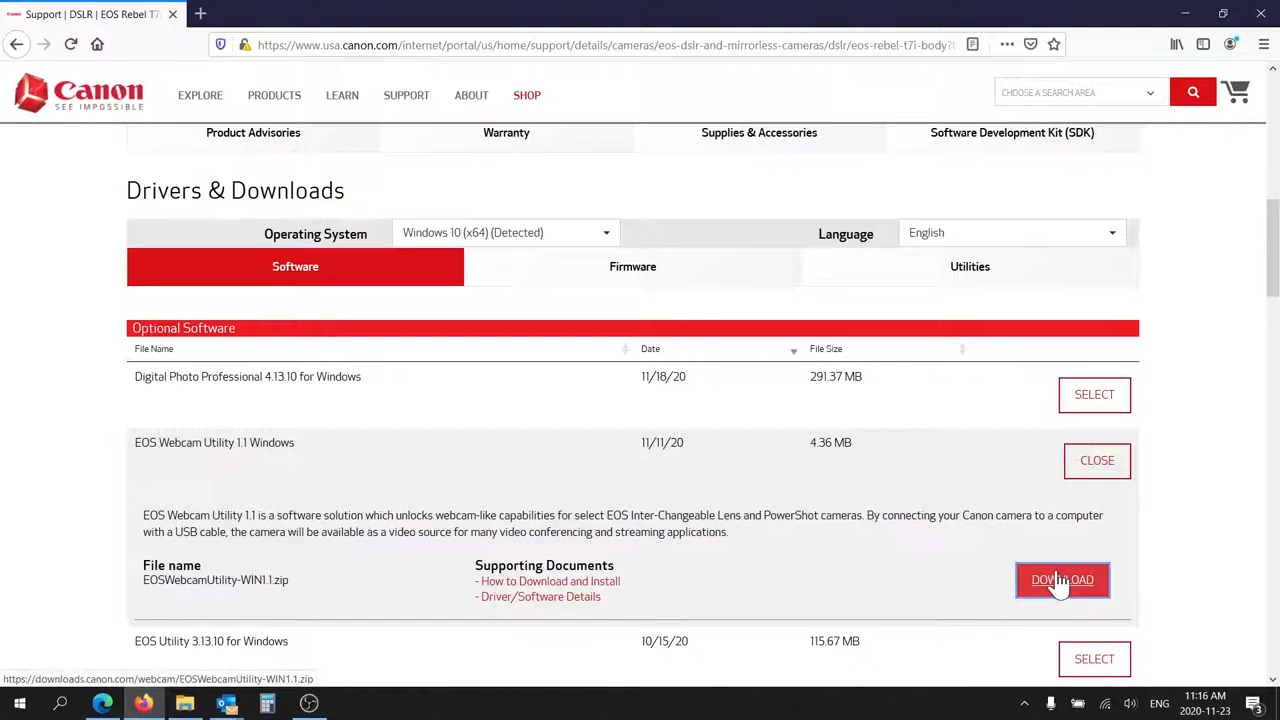 Support | DSLR | EOS Rebel T7i
https://www.usa.canon.com/internet/portal/us/home/support/details/cameras/eos-dslr-and-mirrorless-cameras/dslr/eos-rebel-t7i-body?
Canon
SEE IMPOSSIBLE
EXPLORE PRODUCTS LEARN SUPPORT ABOUT SHOP
CHOOSE A SEARCH AREA
Product Advisories Warranty Supplies & Accessories Software Development Kit (SDK)
Drivers & Downloads
Operating System Windows 10 (x64) (Detected) Language English
Software Firmware Utilities
Optional Software
File Name Date File Size
Digital Photo Professional 4.13.10 for Windows 11/18/20 291.37 MB
SELECT
EOS Webcam Utility 1.1 Windows 11/11/20 4.36 MB
CLOSE
EOS Webcam Utility 1.1 is a software solution which unlocks webcam-like capabilities for select EOS Inter-Changeable Lens and PowerShot cameras. By connecting your Canon camera to a computer
with a USB cable, the camera will be available as a video source for many video conferencing and streaming applications.
File name Supporting Documents
EOSWebcamUtility-WIN1.1.zip - How to Download and Install DOWNLOAD
- Driver/Software Details
EOS Utility 3.13.10 for Windows 10/15/20 115.67 MB
SELECT
https://downloads.canon.com/webcam/EOSWebcamUtility-WIN1.1.zip
11:16 AM
ENG
2020-11-23
3